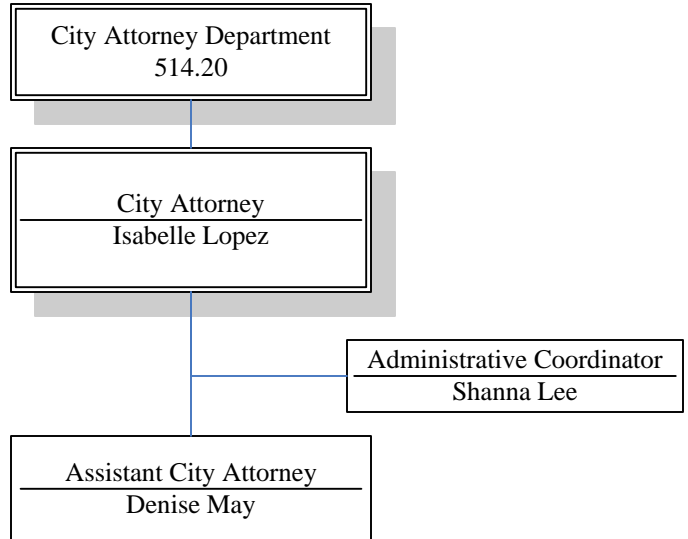 City Attorney Department
514.20
City Attorney
Isabelle Lopez
Administrative Coordinator
Shanna Lee
Assistant City Attorney
Denise May